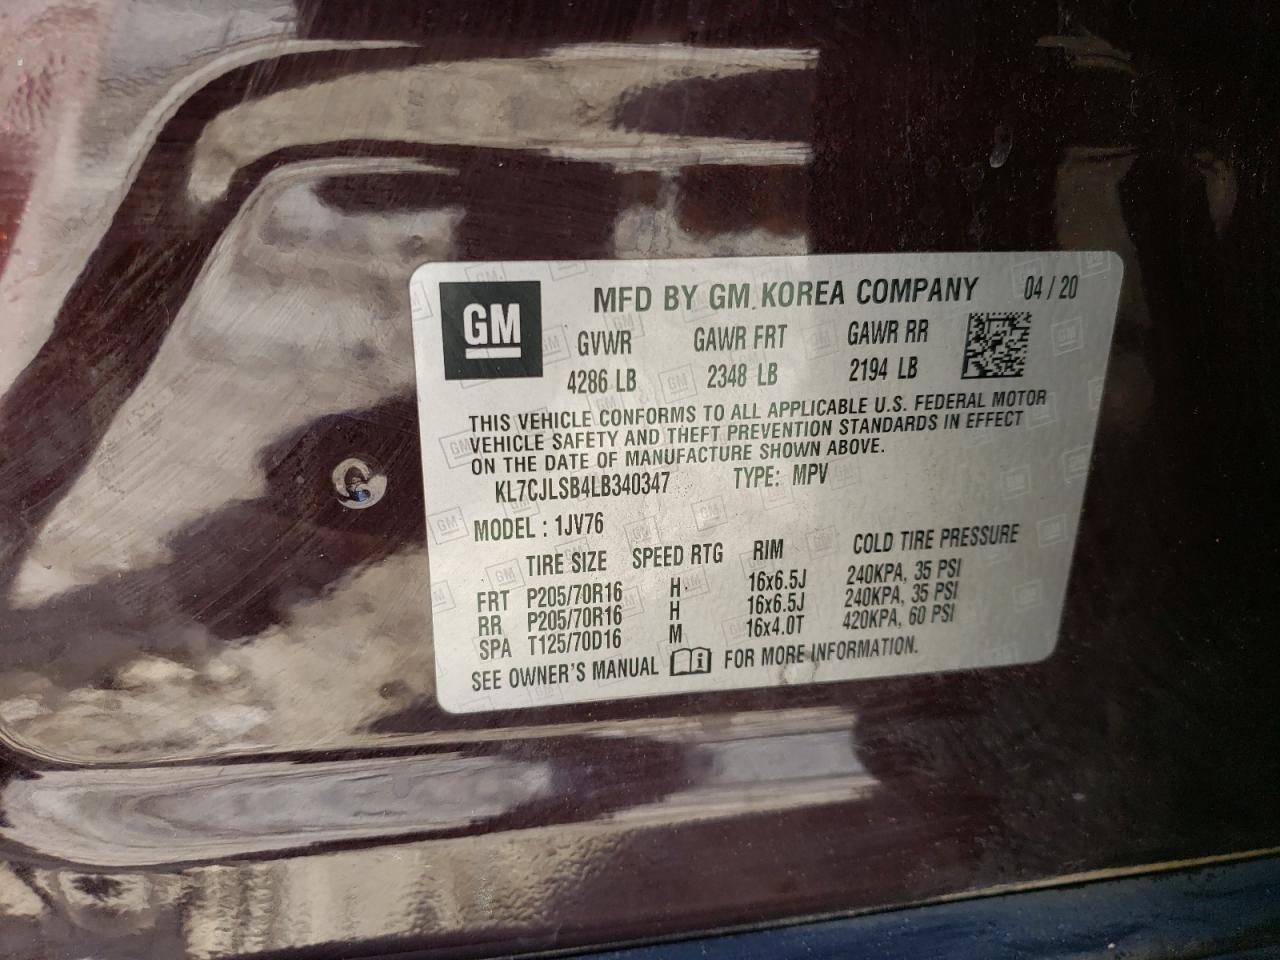 GM
MFD BY GM KOREA COMPANY 04 / 20
GVWR GAWR FRT GAWR RR
4286 LB 2348 LB 2194 LB
THIS VEHICLE CONFORMS TO ALL APPLICABLE U.S. FEDERAL MOTOR
VEHICLE SAFETY AND THEFT PREVENTION STANDARDS IN EFFECT
ON THE DATE OF MANUFACTURE SHOWN ABOVE.
KL7CJLSB4LB340347 TYPE: MPV
MODEL : 1JV76
TIRE SIZE SPEED RTG RIM COLD TIRE PRESSURE
FRT P205/70R16 H 16x6.5J 240KPA, 35 PSI
RR P205/70R16 H 16x6.5J 240KPA, 35 PSI
SPA T125/70D16 M 16x4.0T 420KPA, 60 PSI
SEE OWNER'S MANUAL FOR MORE INFORMATION.